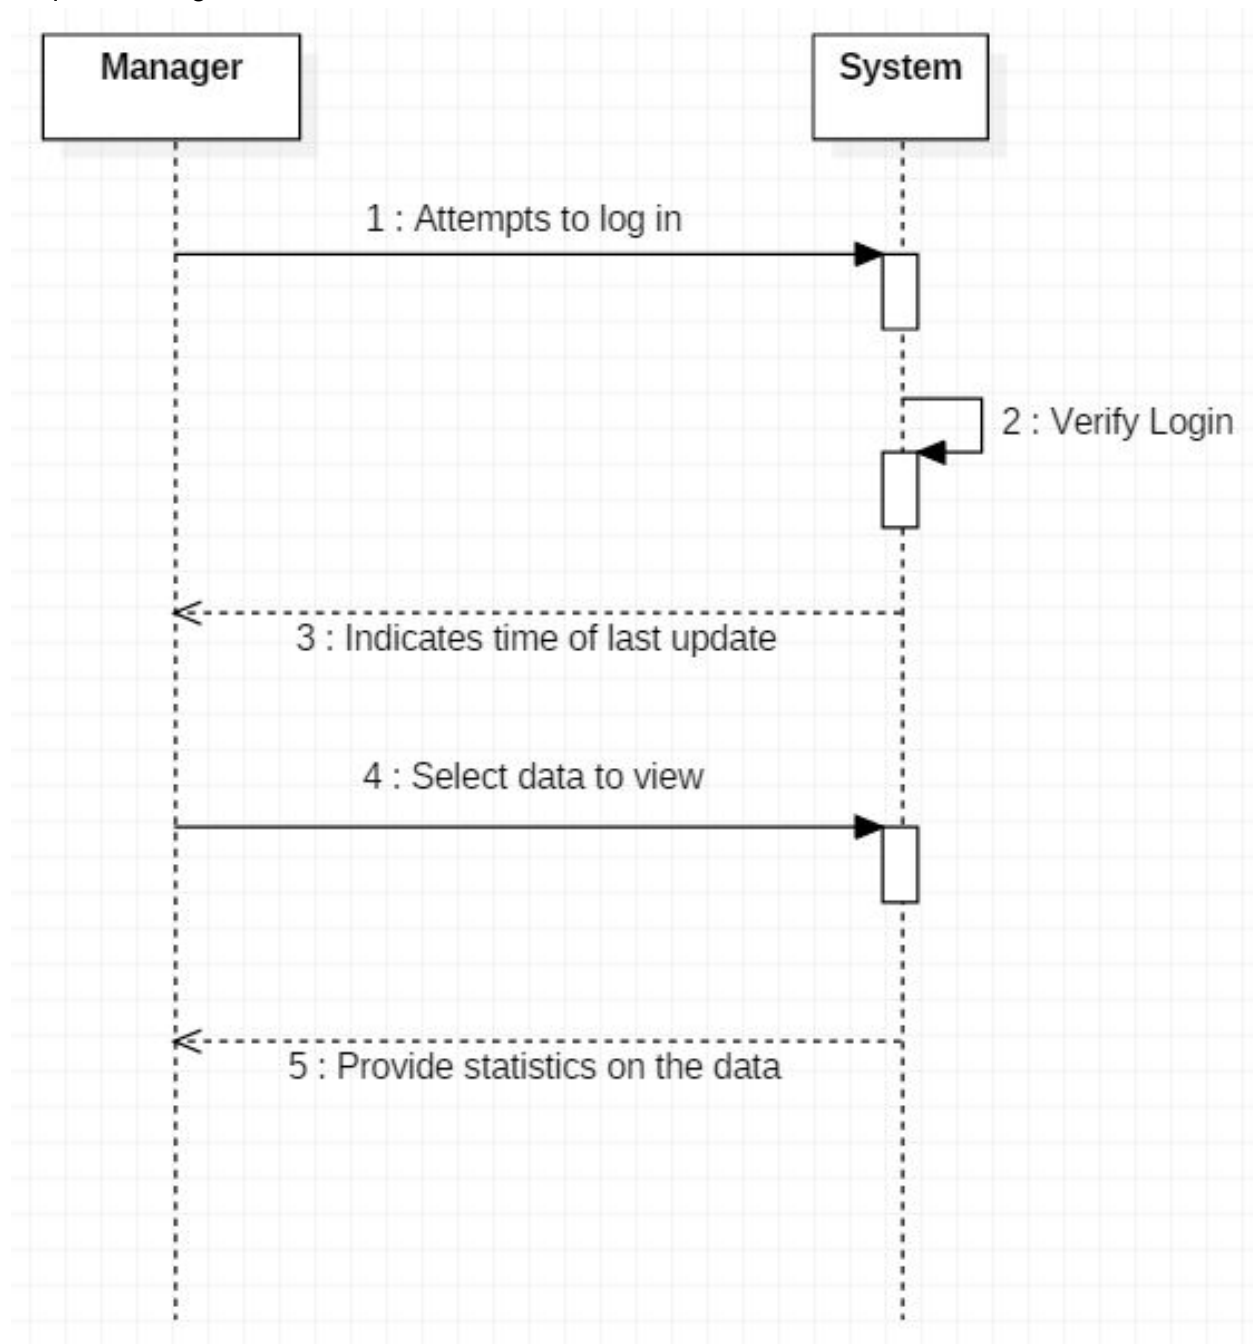 Manager
System
1 : Attempts to log in
2 : Verify Login
3 : Indicates time of last update
4 : Select data to view
5 : Provide statistics on the data